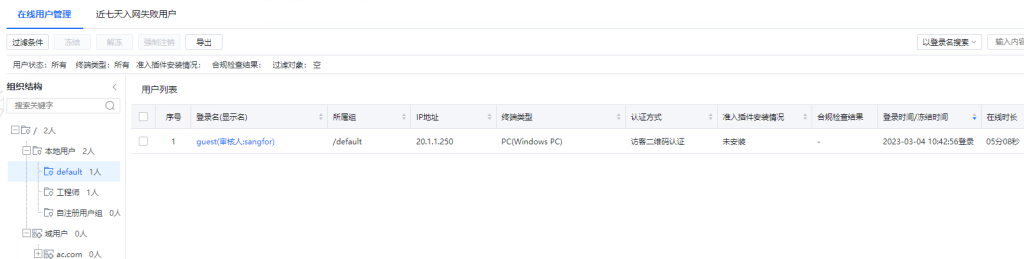 在线用户管理 近七天入网失败用户
过滤条件 冻结 解冻 强制注销 导出 以登录名搜索 输入内容
用户状态：所有 终端类型：所有 准入插件安装情况： 合规检查结果： 过滤对象：空
组织结构 用户列表
搜索关键字
序号 登录名(显示名) 所属组 IP地址 终端类型 认证方式 准入插件安装情况 合规检查结果 登录时间/冻结时间 在线时长
/ 2人
1 guest(审核人:sangfor) /default 20.1.1.250 PC(Windows PC) 访客二维码认证 未安装 - 2023-03-04 10:42:56登录 05分08秒
本地用户 2人
default 1人
工程师 1人
自注册用户组 0人
域用户 0人
ac.com 0人